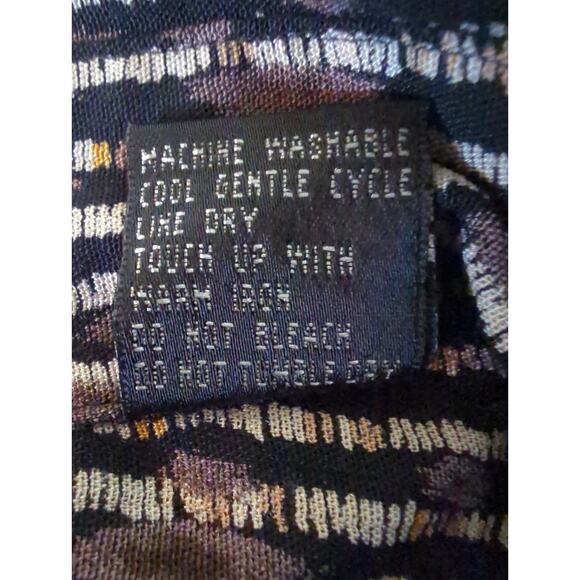 MACHINE WASHABLE
COOL GENTLE CYCLE
LINE DRY
TOUCH UP WITH
WARM IRON
DO NOT BLEACH
DO NOT TUMBLE DRY